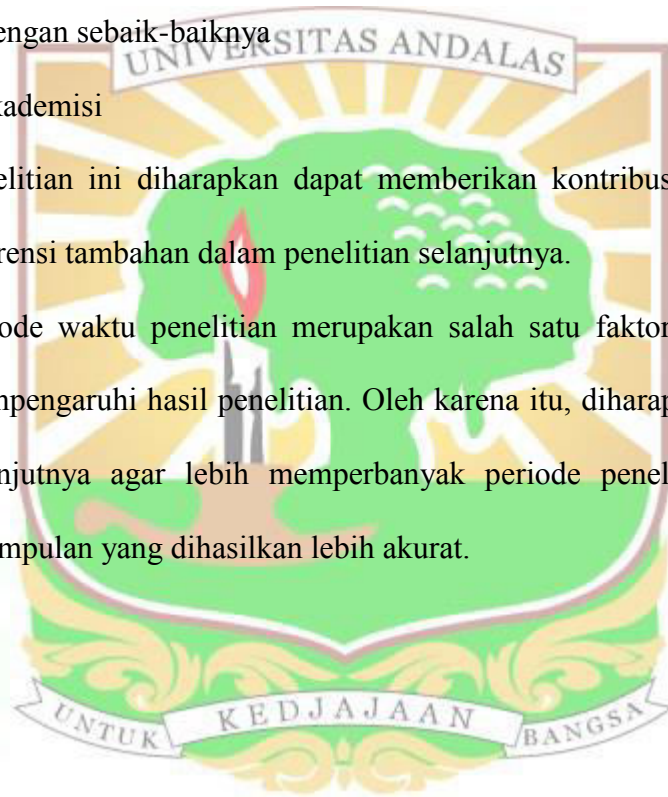 engan sebaik-baiknya
UNIVERSITAS ANDALAS
kademisi
elitian ini diharapkan dapat memberikan kontribus
rensi tambahan dalam penelitian selanjutnya.
ode waktu penelitian merupakan salah satu faktor
npengaruhi hasil penelitian. Oleh karena itu, diharap
njutnya agar lebih memperbanyak periode penel
mpulan yang dihasilkan lebih akurat.
UNTUK KEDJAJAAN BANGSA